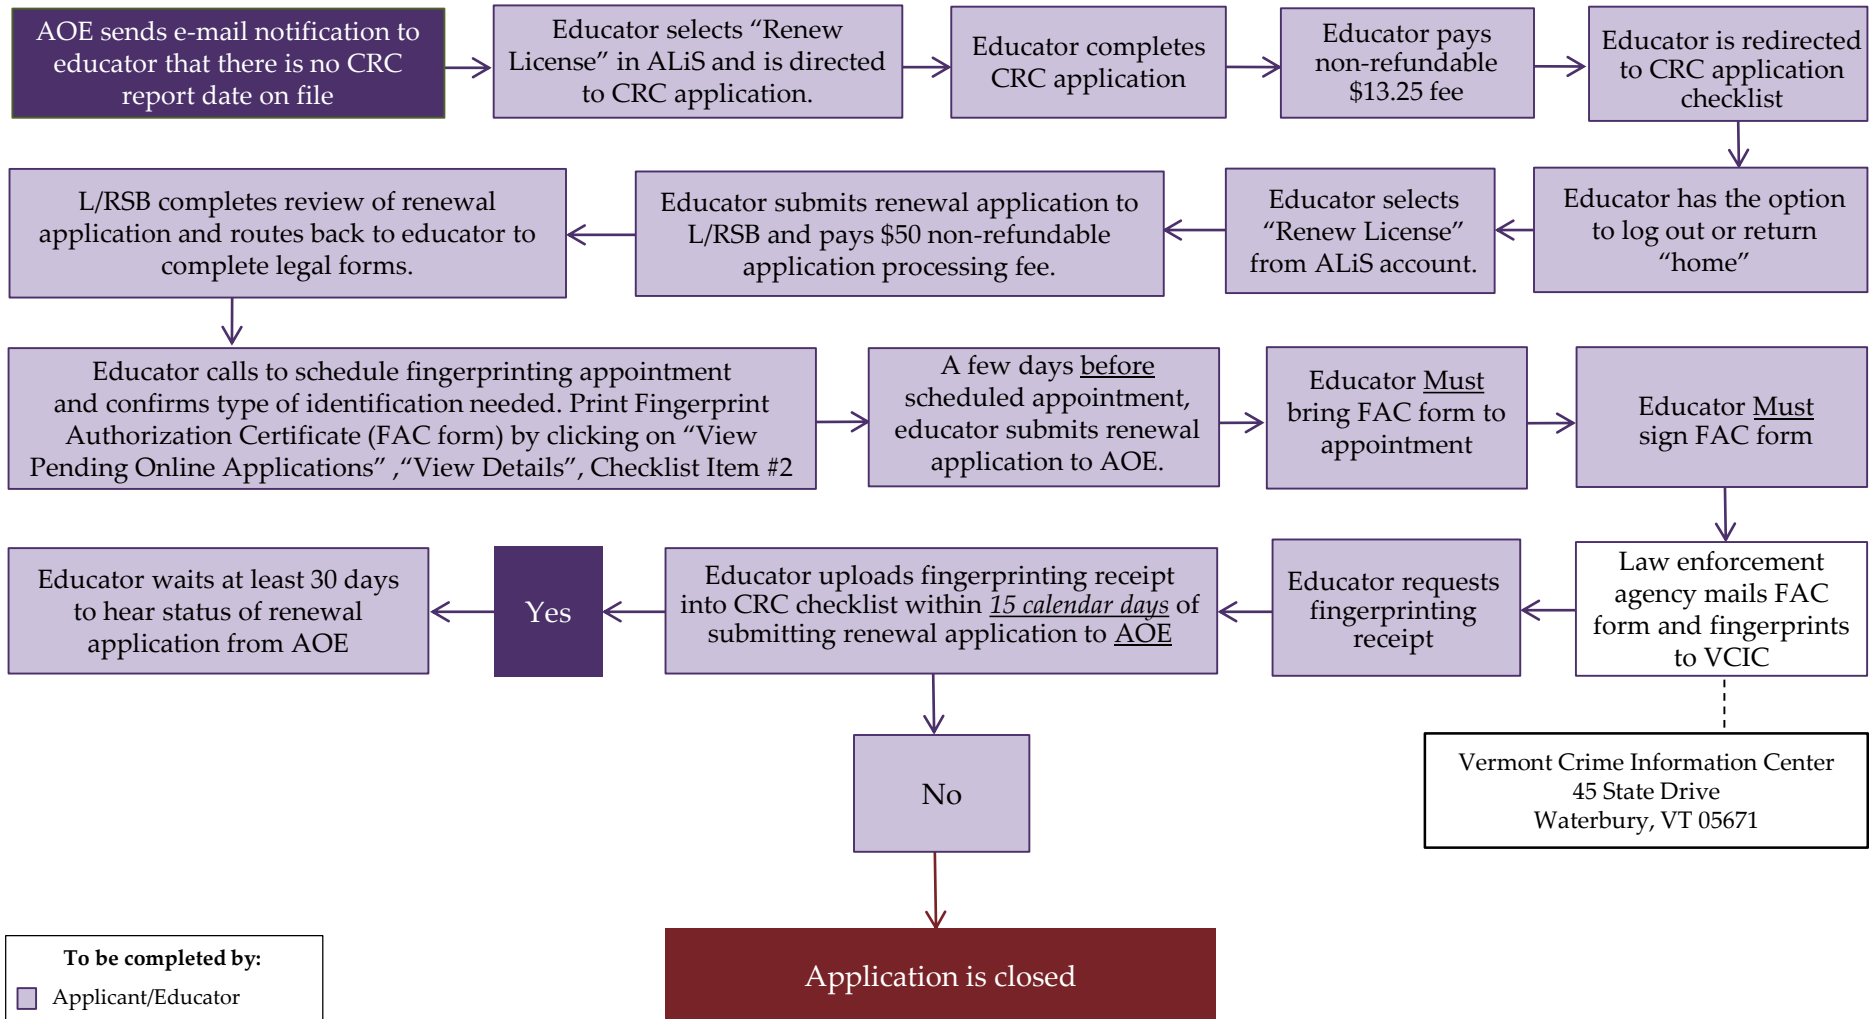 AOE sends e-mail notification to
educator that there is no CRC
report date on file
Educator selects “Renew
License” in ALiS and is directed
to CRC application.
Educator completes
CRC application
Educator pays
non-refundable
$13.25 fee
Educator is redirected
to CRC application
checklist
Educator has the option
to log out or return
“home”
Educator selects
“Renew License”
from ALiS account.
Educator submits renewal application to
L/RSB and pays $50 non-refundable
application processing fee.
L/RSB completes review of renewal
application and routes back to educator to
complete legal forms.
Educator calls to schedule fingerprinting appointment
and confirms type of identification needed. Print Fingerprint
Authorization Certificate (FAC form) by clicking on “View
Pending Online Applications” ,“View Details”, Checklist Item #2
A few days before
scheduled appointment,
educator submits renewal
application to AOE.
Educator Must
bring FAC form to
appointment
Educator Must
sign FAC form
Law enforcement
agency mails FAC
form and fingerprints
to VCIC
Vermont Crime Information Center
45 State Drive
Waterbury, VT 05671
Educator requests
fingerprinting
receipt
Educator uploads fingerprinting receipt
into CRC checklist within 15 calendar days of
submitting renewal application to AOE
Yes
Educator waits at least 30 days
to hear status of renewal
application from AOE
No
Application is closed
To be completed by:
Applicant/Educator